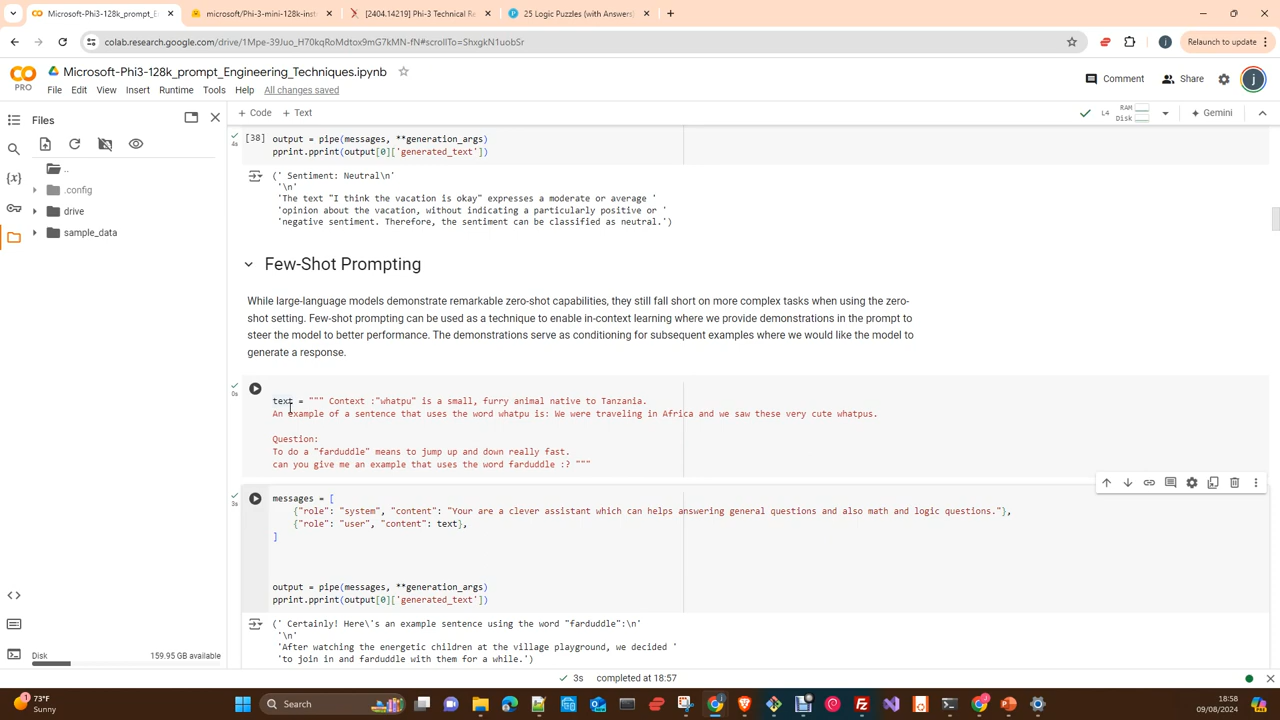 Microsoft-Phi3-128k_prompt_E
microsoft/Phi-3-mini-128k-inst
[2404.14219] Phi-3 Technical Re
25 Logic Puzzles (with Answers)
colab.research.google.com/drive/1Mpe-39Juo_H70kqRoMdtox9mG7kMN-fN#scrollTo=ShxgkN1uobSr
j
Relaunch to update
Microsoft-Phi3-128k_prompt_Engineering_Techniques.ipynb
PRO
File Edit View Insert Runtime Tools Help All changes saved
Comment
Share
j
Files
+ Code + Text
L4
RAM
Disk
Gemini
..
.config
drive
sample_data
[38]
4s
output = pipe(messages, **generation_args)
pprint.pprint(output[0]['generated_text'])
(' Sentiment: Neutral\n'
'\n'
'The text "I think the vacation is okay" expresses a moderate or average '
'opinion about the vacation, without indicating a particularly positive or '
'negative sentiment. Therefore, the sentiment can be classified as neutral.')
Few-Shot Prompting
While large-language models demonstrate remarkable zero-shot capabilities, they still fall short on more complex tasks when using the zero-
shot setting. Few-shot prompting can be used as a technique to enable in-context learning where we provide demonstrations in the prompt to
steer the model to better performance. The demonstrations serve as conditioning for subsequent examples where we would like the model to
generate a response.
0s
text = """ Context :"whatpu" is a small, furry animal native to Tanzania.
An example of a sentence that uses the word whatpu is: We were traveling in Africa and we saw these very cute whatpus.
Question:
To do a "farduddle" means to jump up and down really fast.
can you give me an example that uses the word farduddle :? """
3s
messages = [
{"role": "system", "content": "Your are a clever assistant which can helps answering general questions and also math and logic questions."},
{"role": "user", "content": text},
]
output = pipe(messages, **generation_args)
pprint.pprint(output[0]['generated_text'])
(' Certainly! Here\'s an example sentence using the word "farduddle":\n'
'\n'
'After watching the energetic children at the village playground, we decided '
'to join in and farduddle with them for a while.')
Disk
159.95 GB available
3s completed at 18:57
73°F
Sunny
Search
18:58
09/08/2024